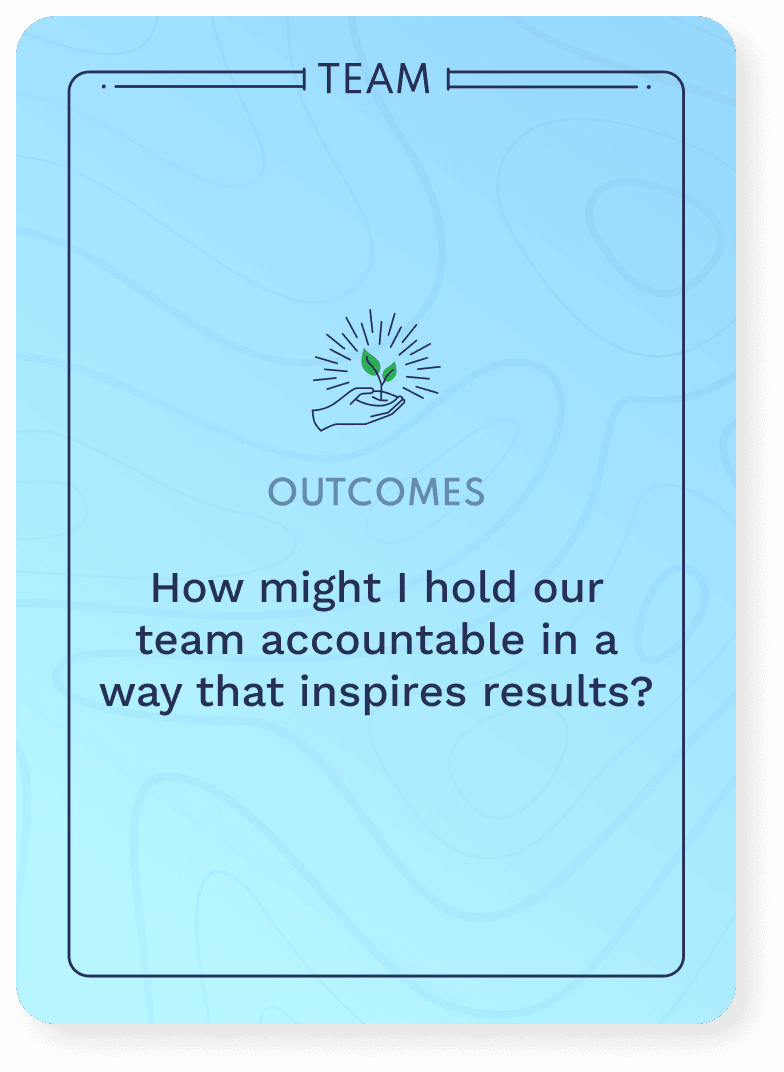 TEAM
OUTCOMES
How might I hold our
team accountable in a
way that inspires results?